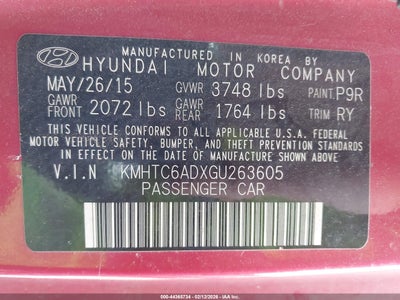 MANUFACTURED IN KOREA BY
HYUNDAI MOTOR COMPANY
MAY/26/15 GVWR 3748 lbs PAINT P9R
GAWR FRONT 2072 lbs GAWR REAR 1764 lbs TRIM RY
THIS VEHICLE CONFORMS TO ALL APPLICABLE U.S.A. FEDERAL
MOTOR VEHICLE SAFETY, BUMPER, AND THEFT PREVENTION
STANDARDS IN EFFECT ON THE DATE OF MANUFACTURE SHOWN ABOVE.
V.I.N KMHTC6ADXGU263605
PASSENGER CAR
000-44365734 - 02/12/2026 - IAA Inc.